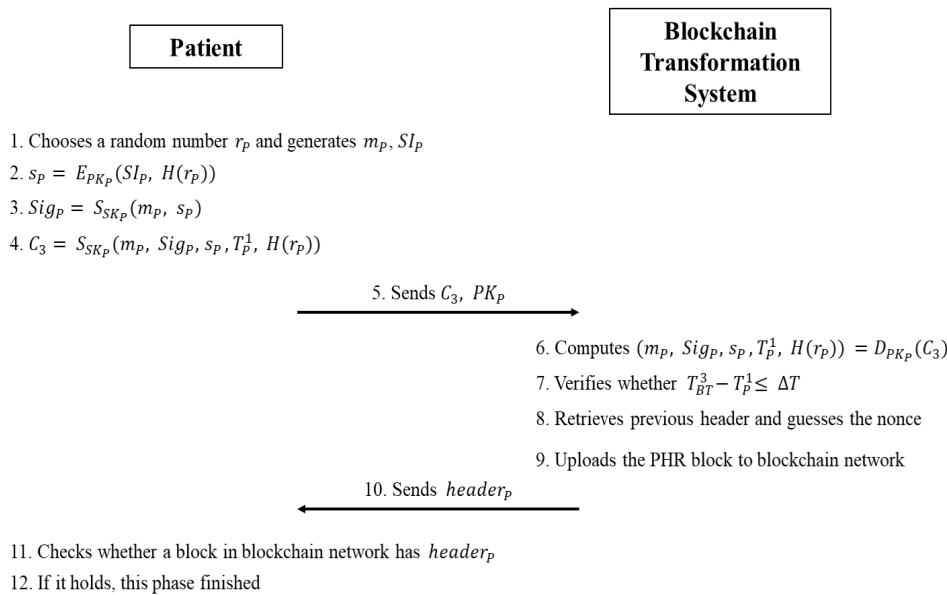 Patient
Blockchain
Transformation
System
1. Chooses a random number r_P and generates m_P, SI_P
2. s_P = E_{PK_P}(SI_P, H(r_P))
3. Sig_P = S_{SK_P}(m_P, s_P)
4. C_3 = S_{SK_P}(m_P, Sig_P, s_P, T_P^1, H(r_P))
5. Sends C_3, PK_P
6. Computes (m_P, Sig_P, s_P, T_P^1, H(r_P)) = D_{PK_P}(C_3)
7. Verifies whether T_{BT}^3 − T_P^1 ≤ ΔT
8. Retrieves previous header and guesses the nonce
9. Uploads the PHR block to blockchain network
10. Sends header_P
11. Checks whether a block in blockchain network has header_P
12. If it holds, this phase finished